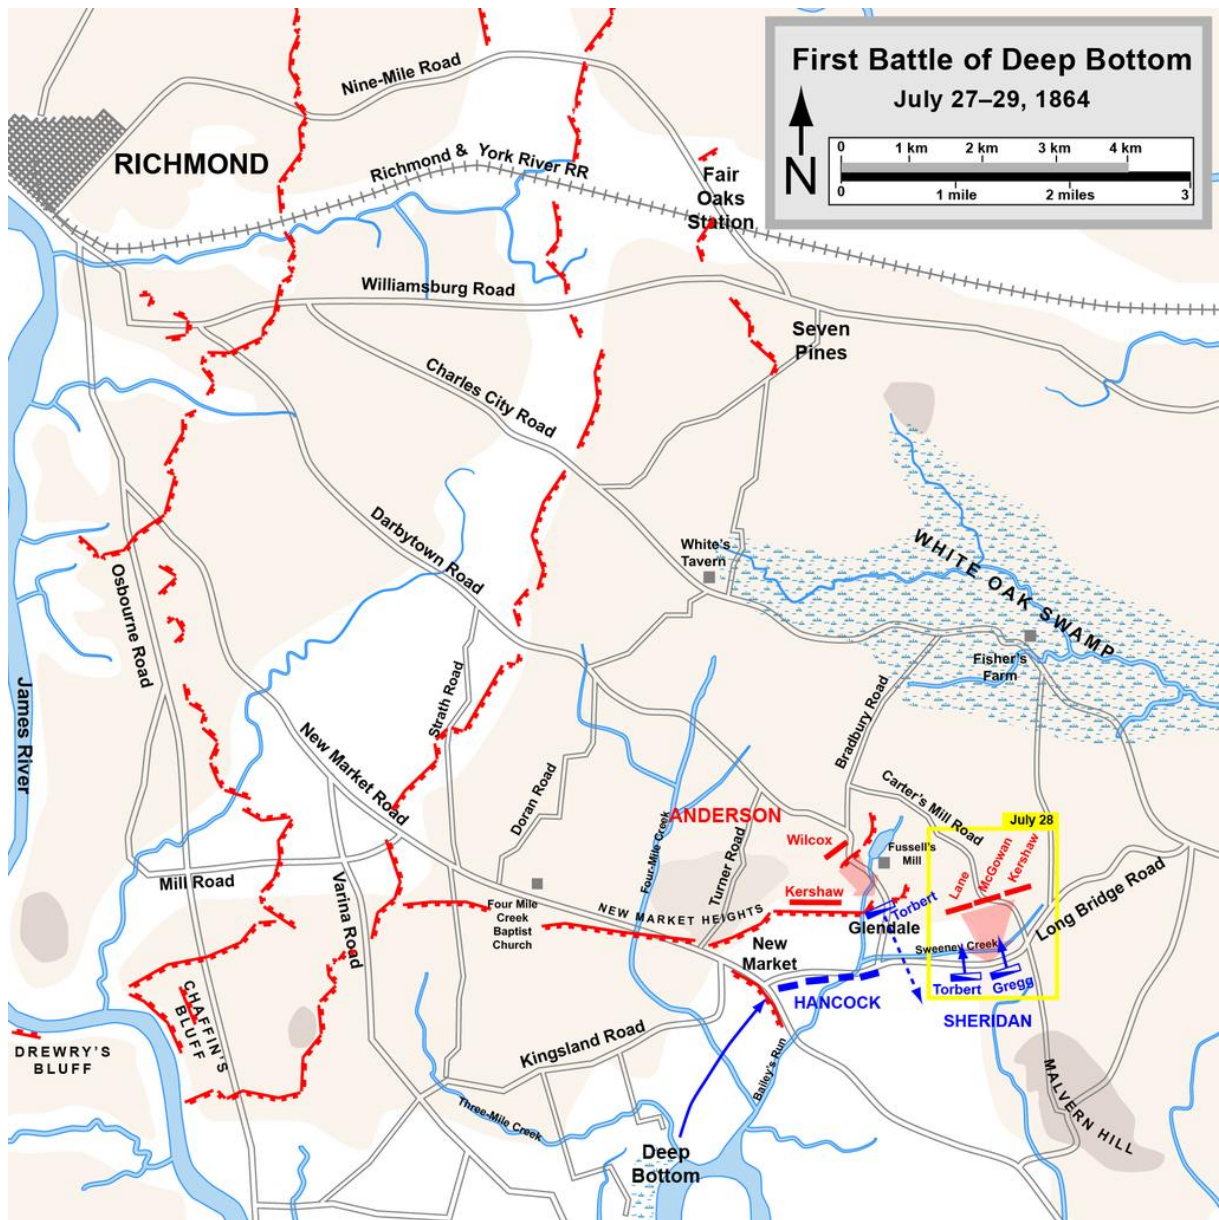 First Battle of Deep Bottom
July 27–29, 1864
N
0 1 km 2 km 3 km 4 km
0 1 mile 2 miles 3
Nine-Mile Road
RICHMOND
Richmond & York River RR
Fair
Oaks
Station
Williamsburg Road
Seven
Pines
Charles City Road
Darbytown Road
White's
Tavern
WHITE OAK SWAMP
Osbourne Road
Fisher's
Farm
James River
Strath Road
Bradbury Road
New Market Road
Doran Road
Carter's Mill Road
ANDERSON
July 28
Four-Mile Creek
Turner Road
Wilcox
Fussell's
Mill
Lane
McGowan
Kershaw
Mill Road
Varina Road
Kershaw
Four Mile
Creek
Baptist
Church
NEW MARKET HEIGHTS
Torbert
Glendale
Long Bridge Road
New
Market
Sweeney Creek
HANCOCK
Torbert
Gregg
SHERIDAN
CHAFFIN'S
BLUFF
DREWRY'S
BLUFF
Kingsland Road
Bailey's Run
MALVERN HILL
Three-Mile Creek
Deep
Bottom